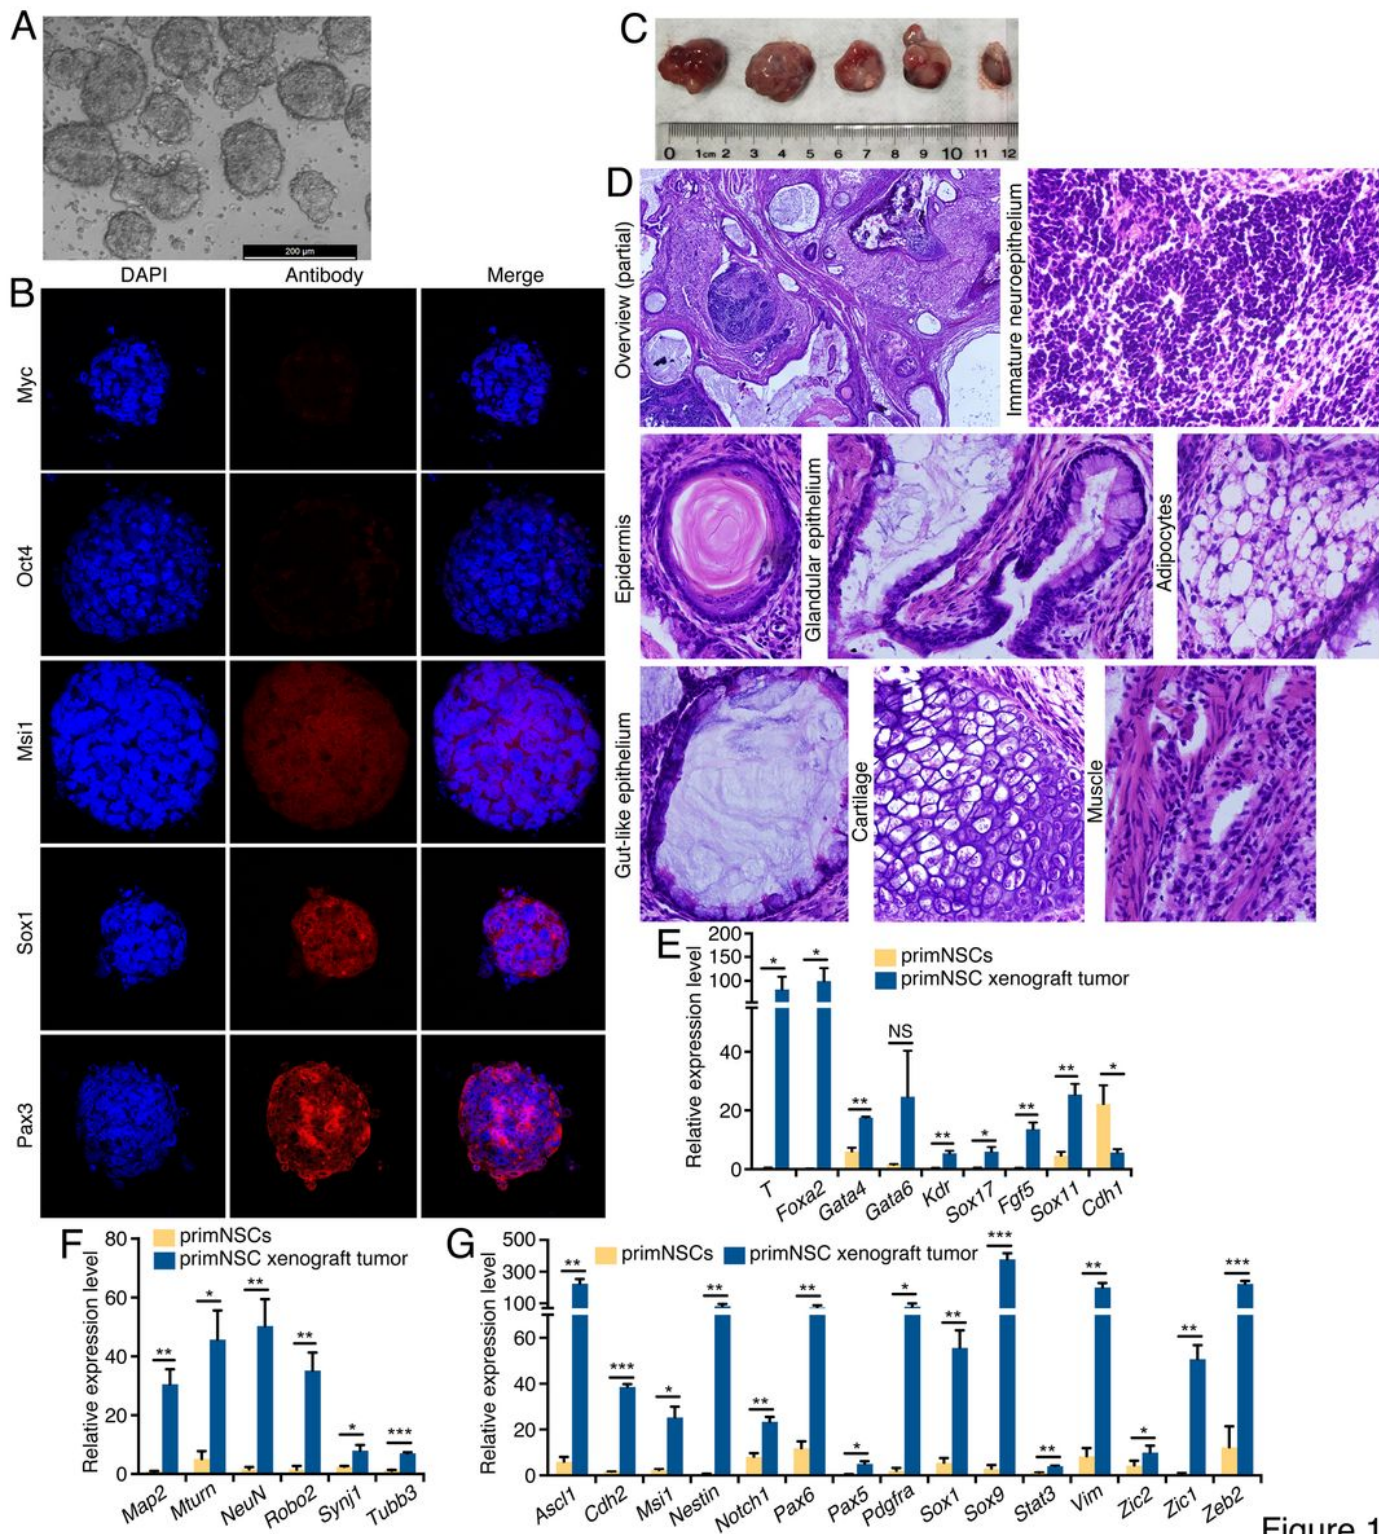 A
200 µm
B
DAPI
Antibody
Merge
Myc
Oct4
Msi1
Sox1
Pax3
C
0 1cm 2 3 4 5 6 7 8 9 10 11 12
D
Overview (partial)
Immature neuroepithelium
Epidermis
Glandular epithelium
Adipocytes
Gut-like epithelium
Cartilage
Muscle
E
Relative expression level
200
150
100
40
20
0
primNSCs
primNSC xenograft tumor
* * ** NS ** * ** ** *
T Foxa2 Gata4 Gata6 Kdr Sox17 Fgf5 Sox11 Cdh1
F
Relative expression level
80
60
40
20
0
primNSCs
primNSC xenograft tumor
** * ** ** * ***
Map2 Mturn NeuN Robo2 Synj1 Tubb3
G
Relative expression level
500
300
100
60
40
20
0
primNSCs
primNSC xenograft tumor
** *** * ** ** ** * * ** *** ** ** * ** ***
Ascl1 Cdh2 Msi1 Nestin Notch1 Pax6 Pax5 Pdgfra Sox1 Sox9 Stat3 Vim Zic2 Zic1 Zeb2
Figure 1